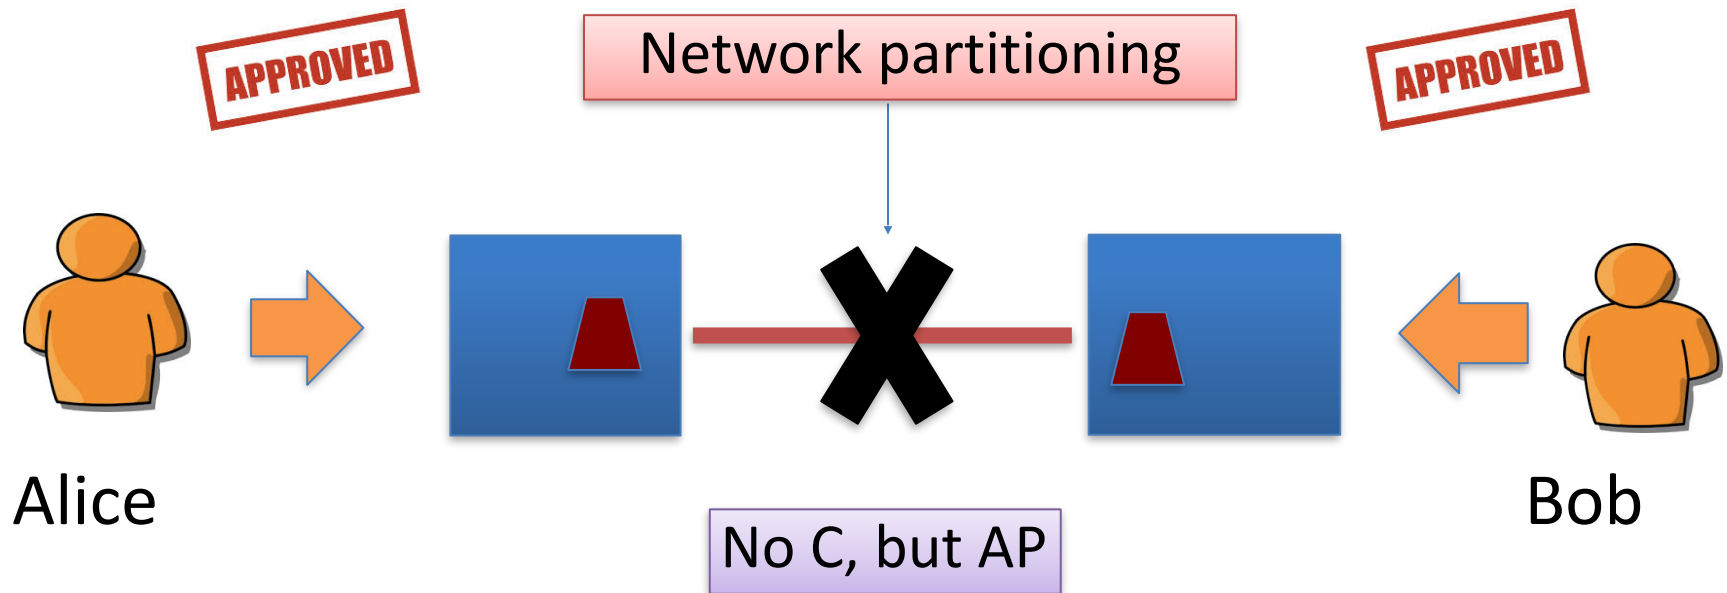 APPROVED
Network partitioning
APPROVED
Alice
Bob
No C, but AP